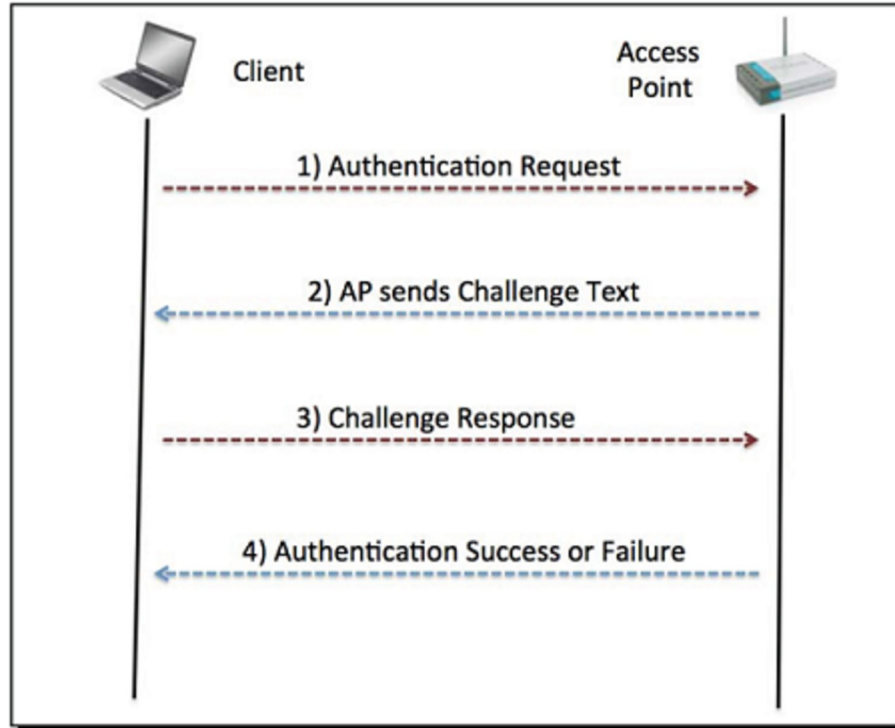 Client
Access
Point
1) Authentication Request
2) AP sends Challenge Text
3) Challenge Response
4) Authentication Success or Failure